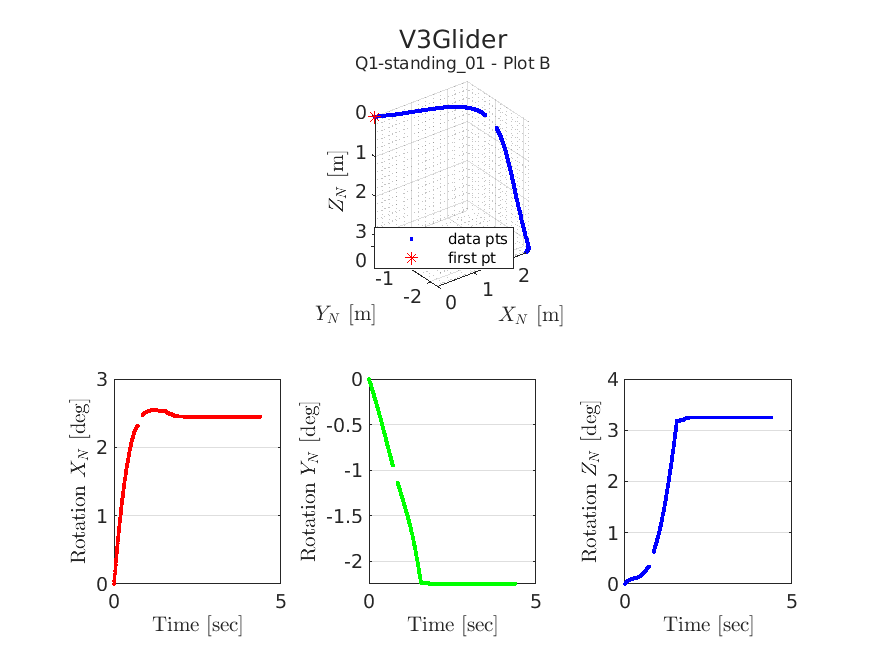 V3Glider
Q1-standing_01 - Plot B
0
1
2
3
Z_N [m]
data pts
first pt
0
-1
-2
Y_N [m]
0
1
2
X_N [m]
3
2
1
0
Rotation X_N [deg]
0
5
Time [sec]
0
-0.5
-1
-1.5
-2
Rotation Y_N [deg]
0
5
Time [sec]
4
3
2
1
0
Rotation Z_N [deg]
0
5
Time [sec]